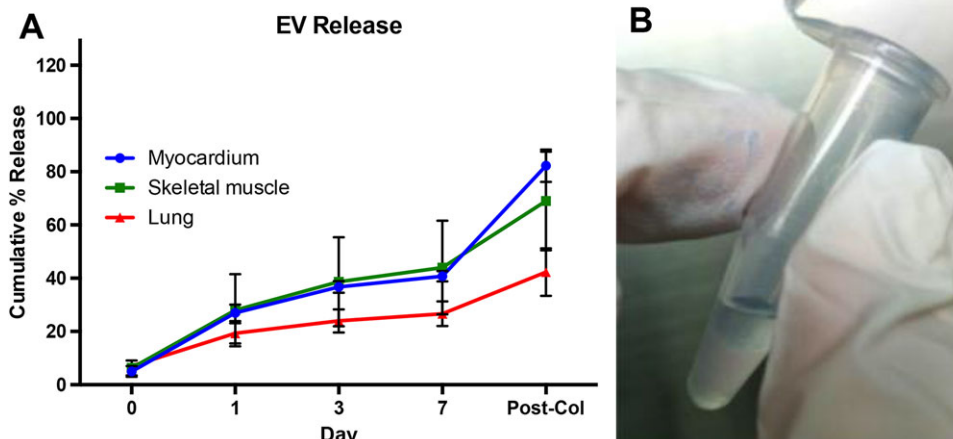 A
EV Release
Cumulative % Release
120
100
80
60
40
20
0
Myocardium
Skeletal muscle
Lung
0 1 3 7 Post-Col
Day
B